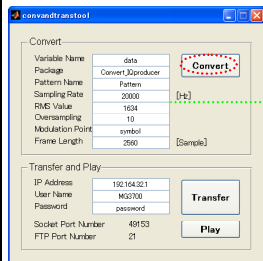 convandtranstool
Convert
Variable Name data
Package Convert_IQproducer
Pattern Name Pattern
Sampling Rate 20000 [Hz]
RMS Value 1634
Oversampling 10
Modulation Point symbol
Frame Length 2560 [Sample]
Convert
Transfer and Play
IP Address 192.164.32.1
User Name MG3700
Password password
Socket Port Number 49153
FTP Port Number 21
Transfer
Play